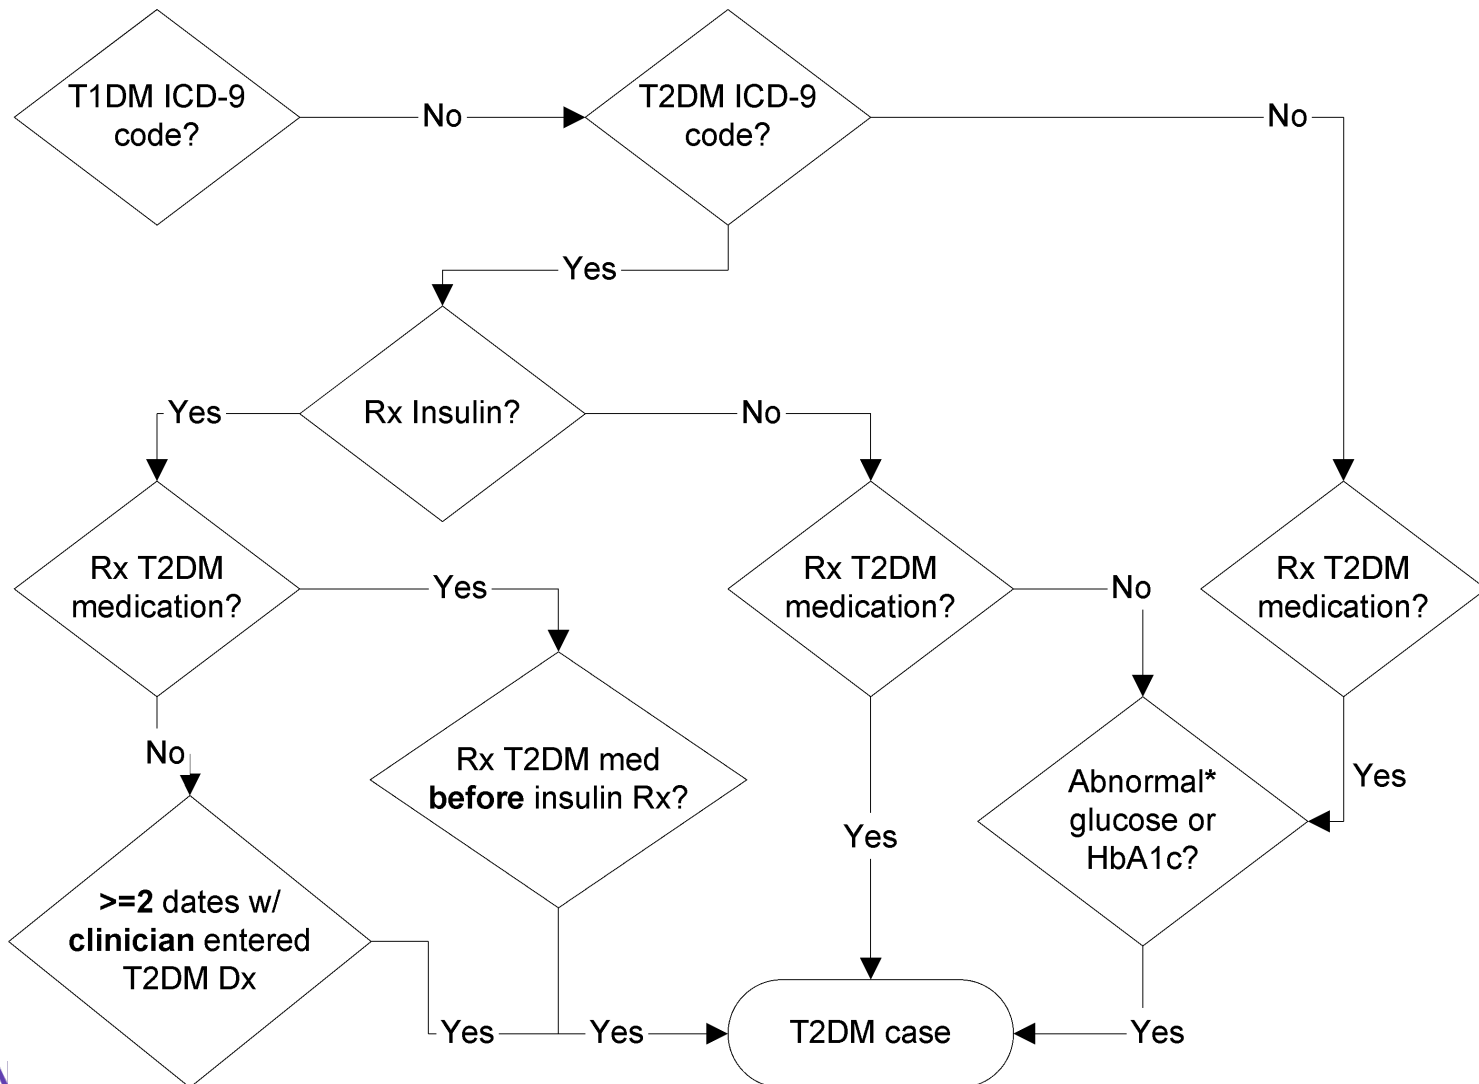 T1DM ICD-9
code?
No
T2DM ICD-9
code?
No
Yes
Rx Insulin?
Yes
No
Rx T2DM
medication?
Yes
Rx T2DM
medication?
No
Rx T2DM
medication?
No
Rx T2DM med
before insulin Rx?
Yes
Abnormal*
glucose or
HbA1c?
Yes
>=2 dates w/
clinician entered
T2DM Dx
Yes
Yes
T2DM case
Yes